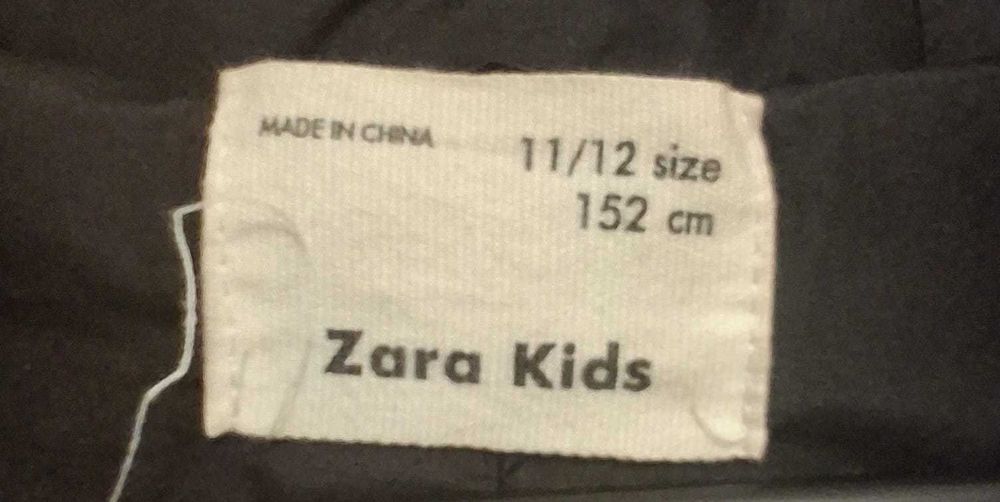 MADE IN CHINA
11/12 size
152 cm
Zara Kids